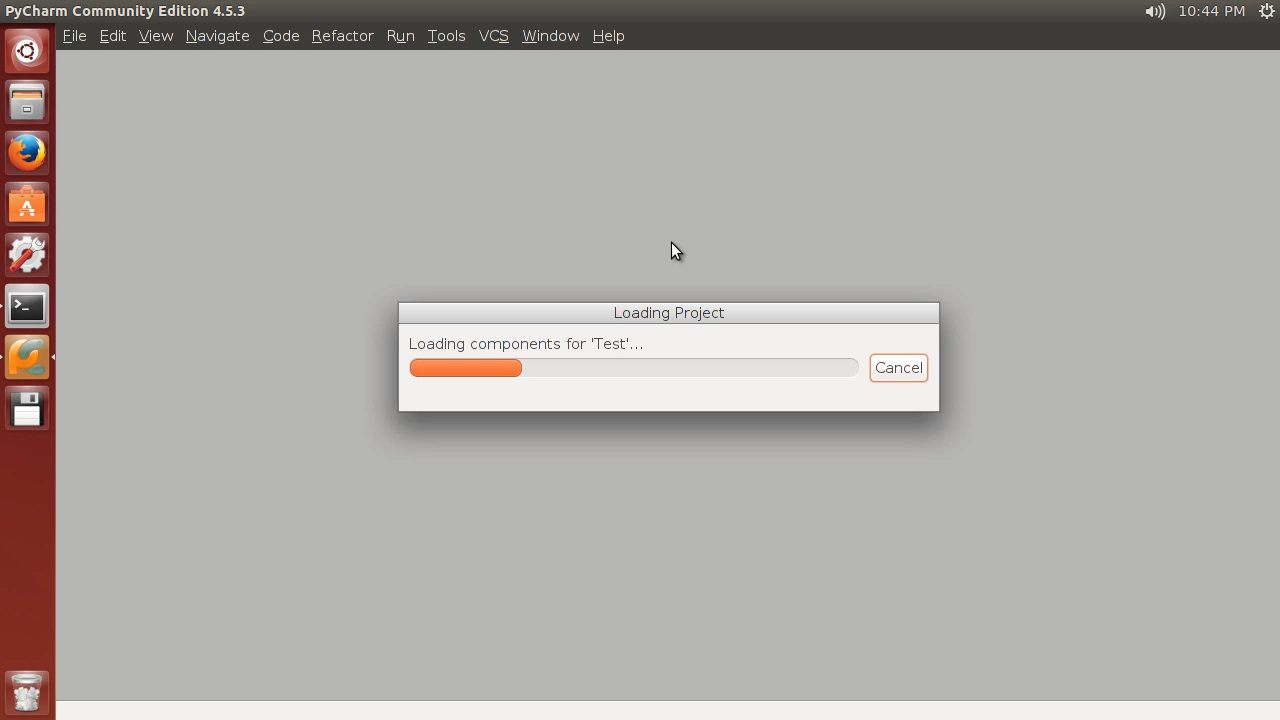 PyCharm Community Edition 4.5.3
10:44 PM
File Edit View Navigate Code Refactor Run Tools VCS Window Help
Loading Project
Loading components for 'Test'...
Cancel